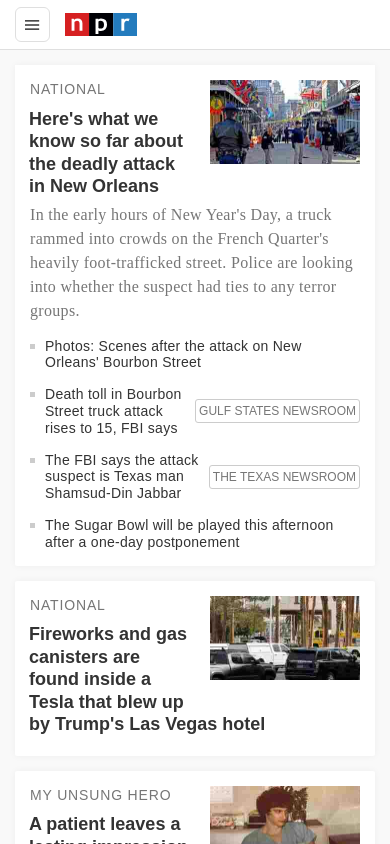 npr
NATIONAL
Here's what we
know so far about
the deadly attack
in New Orleans
In the early hours of New Year's Day, a truck
rammed into crowds on the French Quarter's
heavily foot-trafficked street. Police are looking
into whether the suspect had ties to any terror
groups.
Photos: Scenes after the attack on New
Orleans' Bourbon Street
Death toll in Bourbon
Street truck attack
rises to 15, FBI says
GULF STATES NEWSROOM
The FBI says the attack
suspect is Texas man
Shamsud-Din Jabbar
THE TEXAS NEWSROOM
The Sugar Bowl will be played this afternoon
after a one-day postponement
NATIONAL
Fireworks and gas
canisters are
found inside a
Tesla that blew up
by Trump's Las Vegas hotel
MY UNSUNG HERO
A patient leaves a
lasting impression